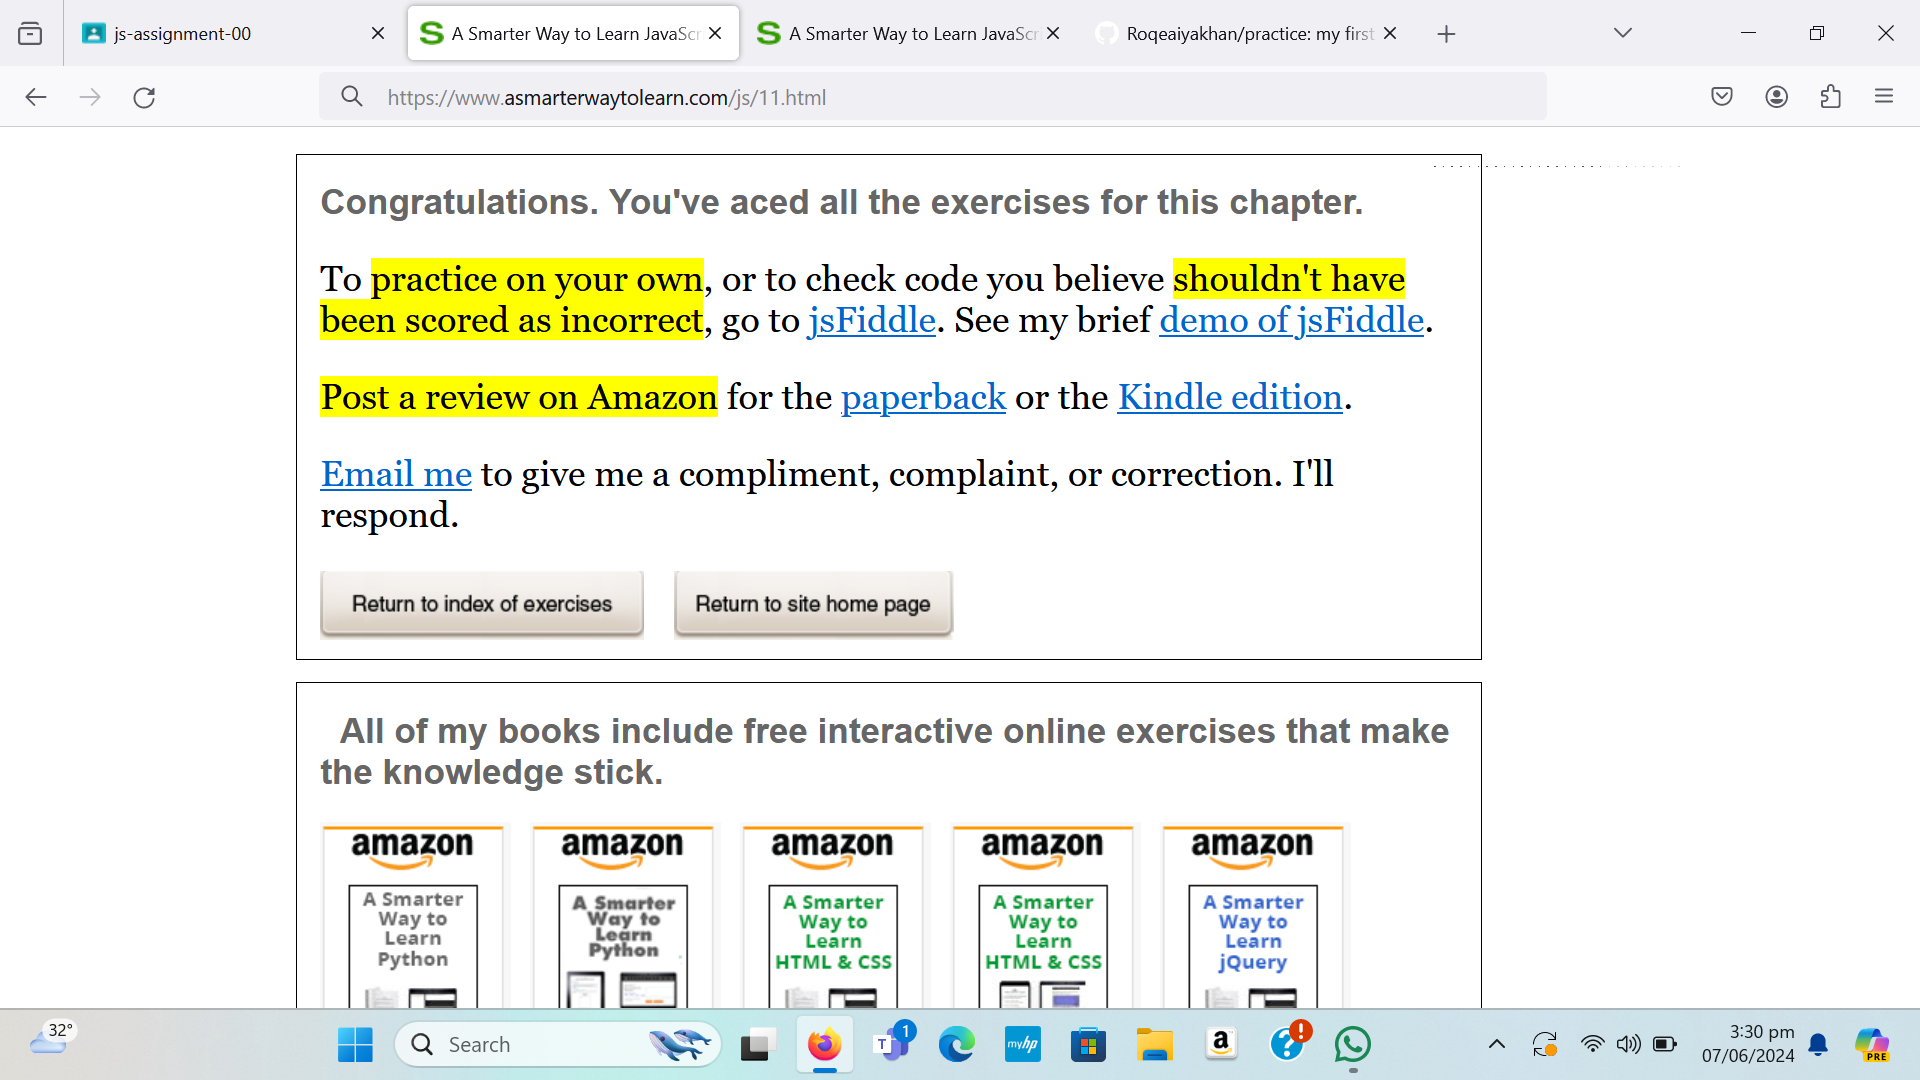 js-assignment-00
A Smarter Way to Learn JavaScr
A Smarter Way to Learn JavaScri
Roqeaiyakhan/practice: my first
https://www.asmarterwaytolearn.com/js/11.html
Congratulations. You've aced all the exercises for this chapter.
To practice on your own, or to check code you believe shouldn't have
been scored as incorrect, go to jsFiddle. See my brief demo of jsFiddle.
Post a review on Amazon for the paperback or the Kindle edition.
Email me to give me a compliment, complaint, or correction. I'll
respond.
Return to index of exercises
Return to site home page
All of my books include free interactive online exercises that make
the knowledge stick.
amazon
A Smarter
Way to
Learn
Python
amazon
A Smarter
Way to
Learn
Python
amazon
A Smarter
Way to
Learn
HTML & CSS
amazon
A Smarter
Way to
Learn
HTML & CSS
amazon
A Smarter
Way to
Learn
jQuery
32°
Search
T
1
myhp
a
?
!
3:30 pm
07/06/2024
PRE